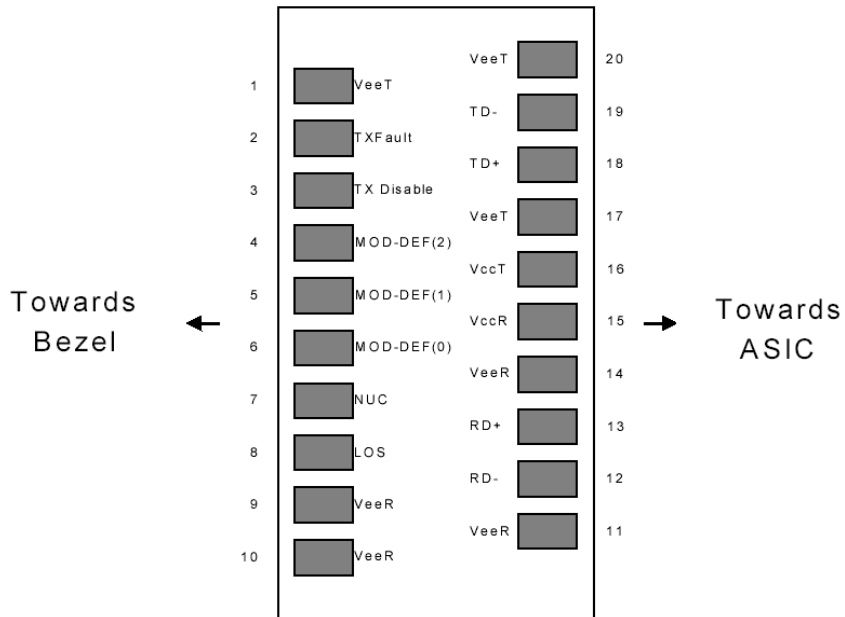 VeeT 20
1 VeeT
TD- 19
2 TXFault
TD+ 18
3 TX Disable
VeeT 17
4 MOD-DEF(2)
VccT 16
5 MOD-DEF(1)
Towards
Bezel
VccR 15
Towards
ASIC
6 MOD-DEF(0)
VeeR 14
7 NUC
RD+ 13
8 LOS
RD- 12
9 VeeR
VeeR 11
10 VeeR